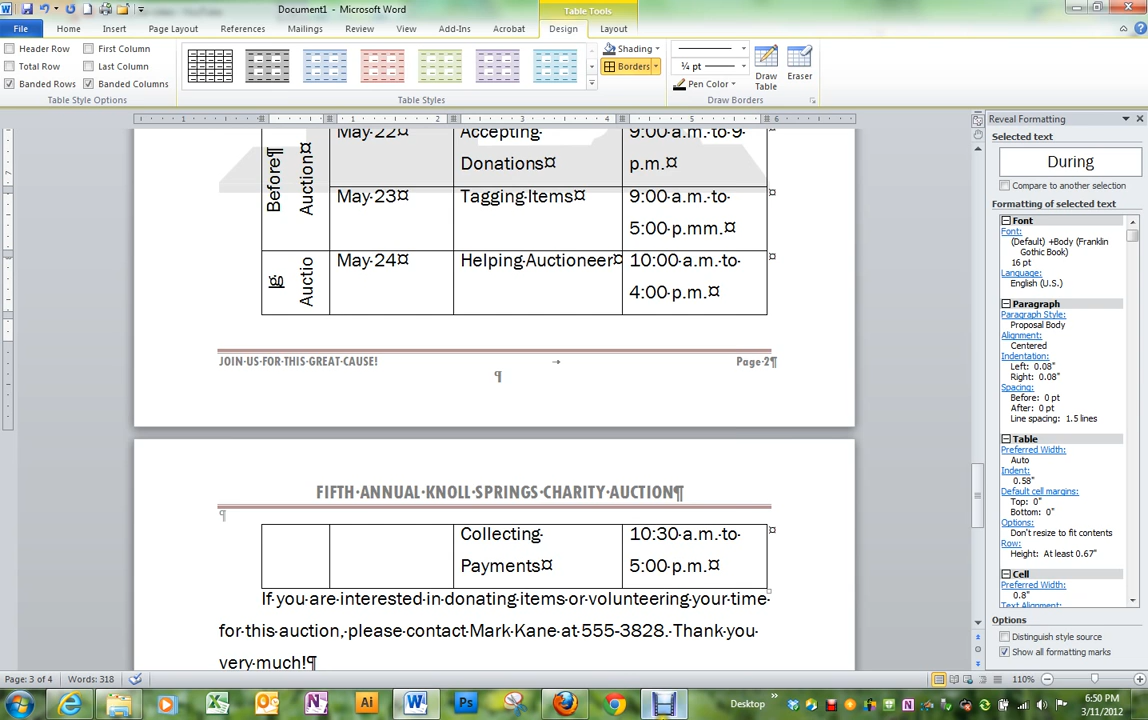 Document1 - Microsoft Word
Table Tools
File Home Insert Page Layout References Mailings Review View Add-Ins Acrobat Design Layout
Header Row First Column
Total Row Last Column
Banded Rows Banded Columns
Table Style Options
Table Styles
Shading
Borders
¼ pt
Pen Color
Draw Table
Eraser
Draw Borders
Before¶
Auction¤
May·22¤
Accepting·
Donations¤
9:00·a.m.·to·9·
p.m.¤
May·23¤
Tagging·Items¤
9:00·a.m.·to·
5:00·p.mm.¤
g
Auctio
May·24¤
Helping·Auctioneer¤
10:00·a.m.·to·
4:00·p.m.¤
JOIN·US·FOR·THIS·GREAT·CAUSE! → Page·2¶
¶
FIFTH·ANNUAL·KNOLL·SPRINGS·CHARITY·AUCTION¶
¶
Collecting·
Payments¤
10:30·a.m.·to·
5:00·p.m.¤
If·you·are·interested·in·donating·items·or·volunteering·your·time·
for·this·auction,·please·contact·Mark·Kane·at·555-3828.·Thank·you·
very·much!¶
Reveal Formatting
Selected text
During
Compare to another selection
Formatting of selected text
Font
Font:
(Default) +Body (Franklin
Gothic Book)
16 pt
Language:
English (U.S.)
Paragraph
Paragraph Style:
Proposal Body
Alignment:
Centered
Indentation:
Left: 0.08"
Right: 0.08"
Spacing:
Before: 0 pt
After: 0 pt
Line spacing: 1.5 lines
Table
Preferred Width:
Auto
Indent:
0.58"
Default cell margins:
Top: 0"
Bottom: 0"
Options:
Don't resize to fit contents
Row:
Height: At least 0.67"
Cell
Preferred Width:
0.8"
Text Alignment:
Options
Distinguish style source
Show all formatting marks
Page: 3 of 4 Words: 318 110%
Desktop
6:50 PM
3/11/2012